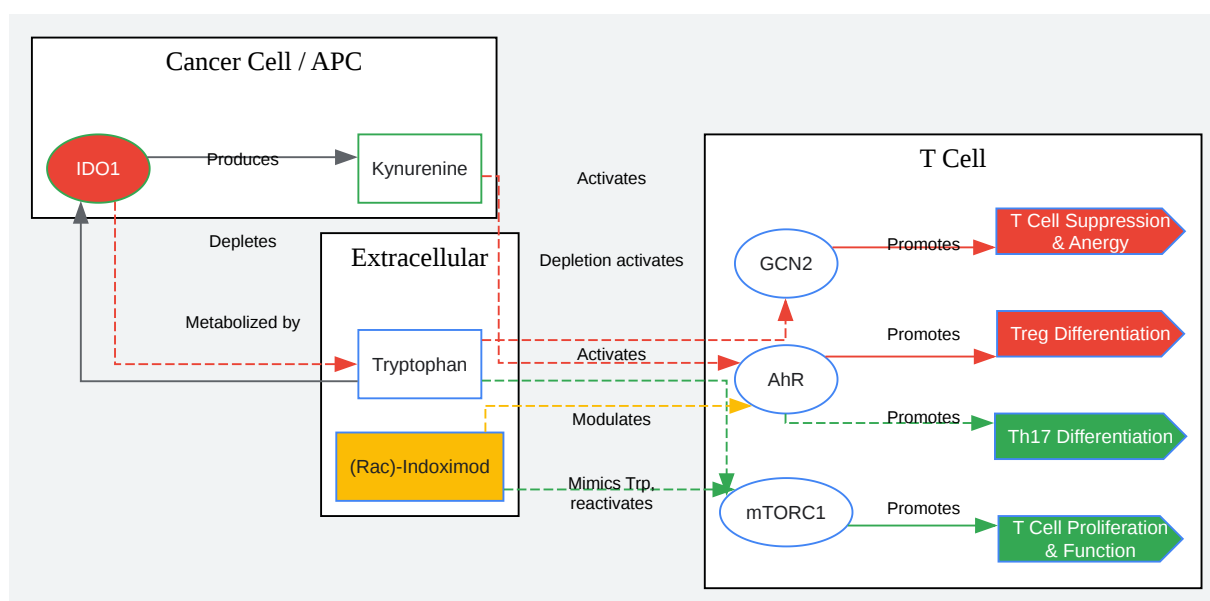 Cancer Cell / APC
IDO1
Produces
Kynurenine
Activates
Depletes
Extracellular
Depletion activates
Metabolized by
Tryptophan
Activates
Modulates
(Rac)-Indoximod
Mimics Trp,
reactivates
T Cell
GCN2
Promotes
T Cell Suppression
& Anergy
AhR
Promotes
Treg Differentiation
Promotes
Th17 Differentiation
mTORC1
Promotes
T Cell Proliferation
& Function